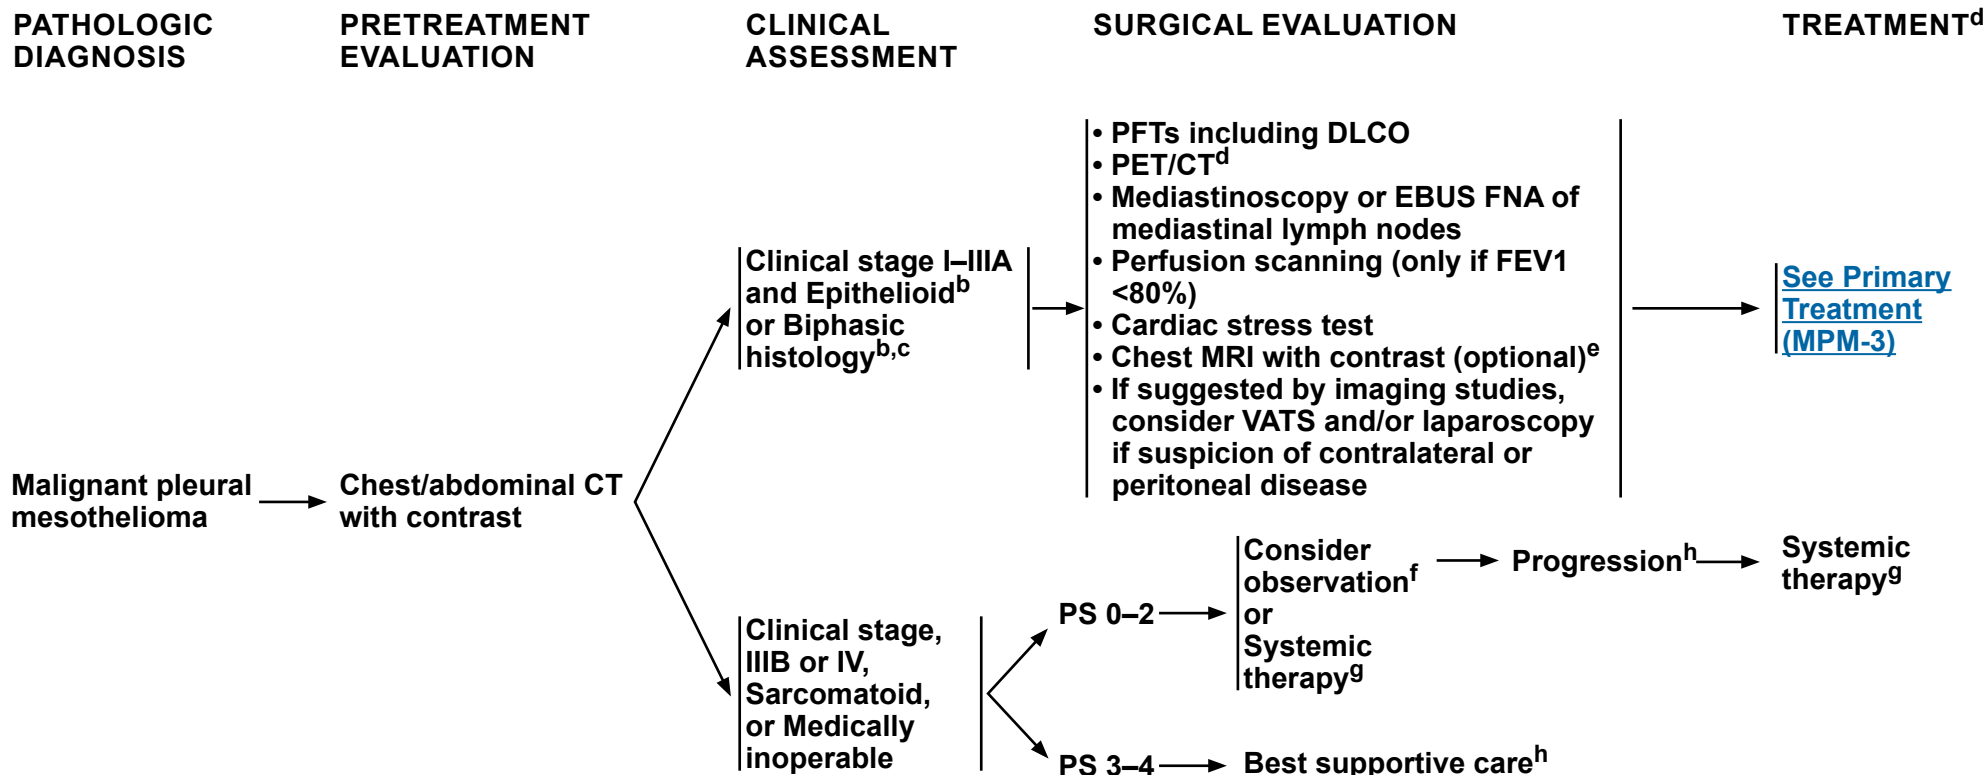 PATHOLOGIC
DIAGNOSIS
PRETREATMENT
EVALUATION
CLINICAL
ASSESSMENT
SURGICAL EVALUATION
TREATMENTd
Malignant pleural
mesothelioma
Chest/abdominal CT
with contrast
Clinical stage I–IIIA
and Epithelioidb
or Biphasic
histologyb,c
• PFTs including DLCO
• PET/CTd
• Mediastinoscopy or EBUS FNA of
mediastinal lymph nodes
• Perfusion scanning (only if FEV1
<80%)
• Cardiac stress test
• Chest MRI with contrast (optional)e
• If suggested by imaging studies,
consider VATS and/or laparoscopy
if suspicion of contralateral or
peritoneal disease
See Primary
Treatment
(MPM-3)
Clinical stage,
IIIB or IV,
Sarcomatoid,
or Medically
inoperable
PS 0–2
Consider
observationf
or
Systemic
therapyg
Progressionh
Systemic
therapyg
PS 3–4
Best supportive careh